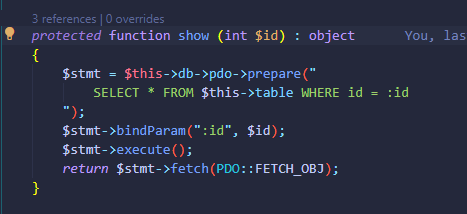 3 references | 0 overrides
protected function show (int $id) : object You, las
{
$stmt = $this->db->pdo->prepare("
SELECT * FROM $this->table WHERE id = :id
");
$stmt->bindParam(":id", $id);
$stmt->execute();
return $stmt->fetch(PDO::FETCH_OBJ);
}